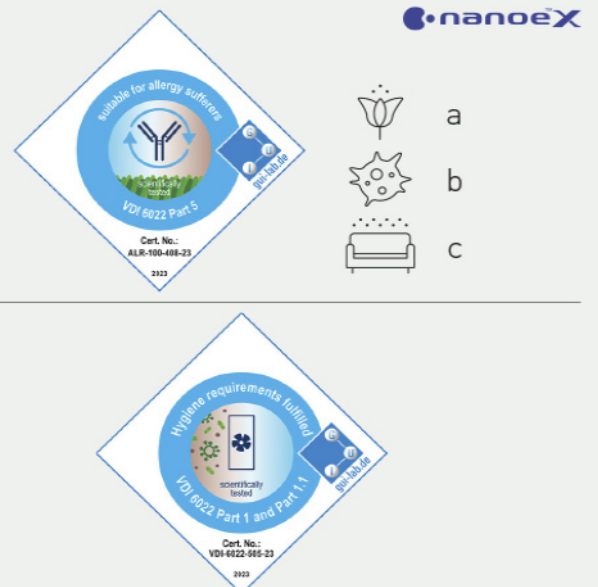 nanoeX
suitable for allergy sufferers
G
U
I
gui-lab.de
scientifically
tested
VDI 6022 Part 5
Cert. No.:
ALR-100-408-23
2023
a
b
c
Hygiene requirements fulfilled
G
U
I
gui-lab.de
scientifically
tested
VDI 6022 Part 1 and Part 1.1
Cert. No.:
VDI-6022-505-23
2023